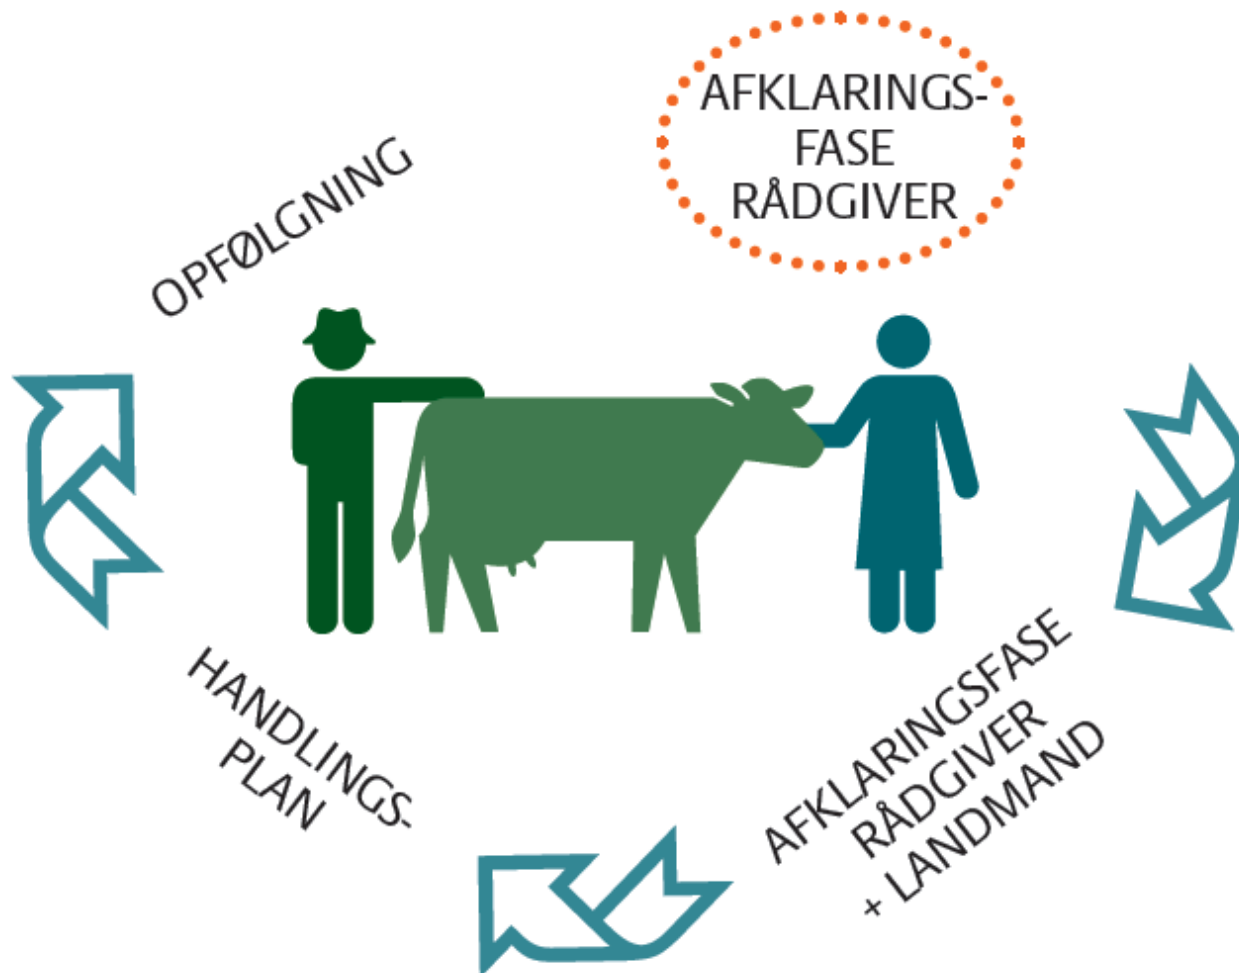 AFKLARINGS-
FASE
RÅDGIVER
OPFØLGNING
AFKLARINGSFASE
RÅDGIVER
+ LANDMAND
HANDLINGS-
PLAN